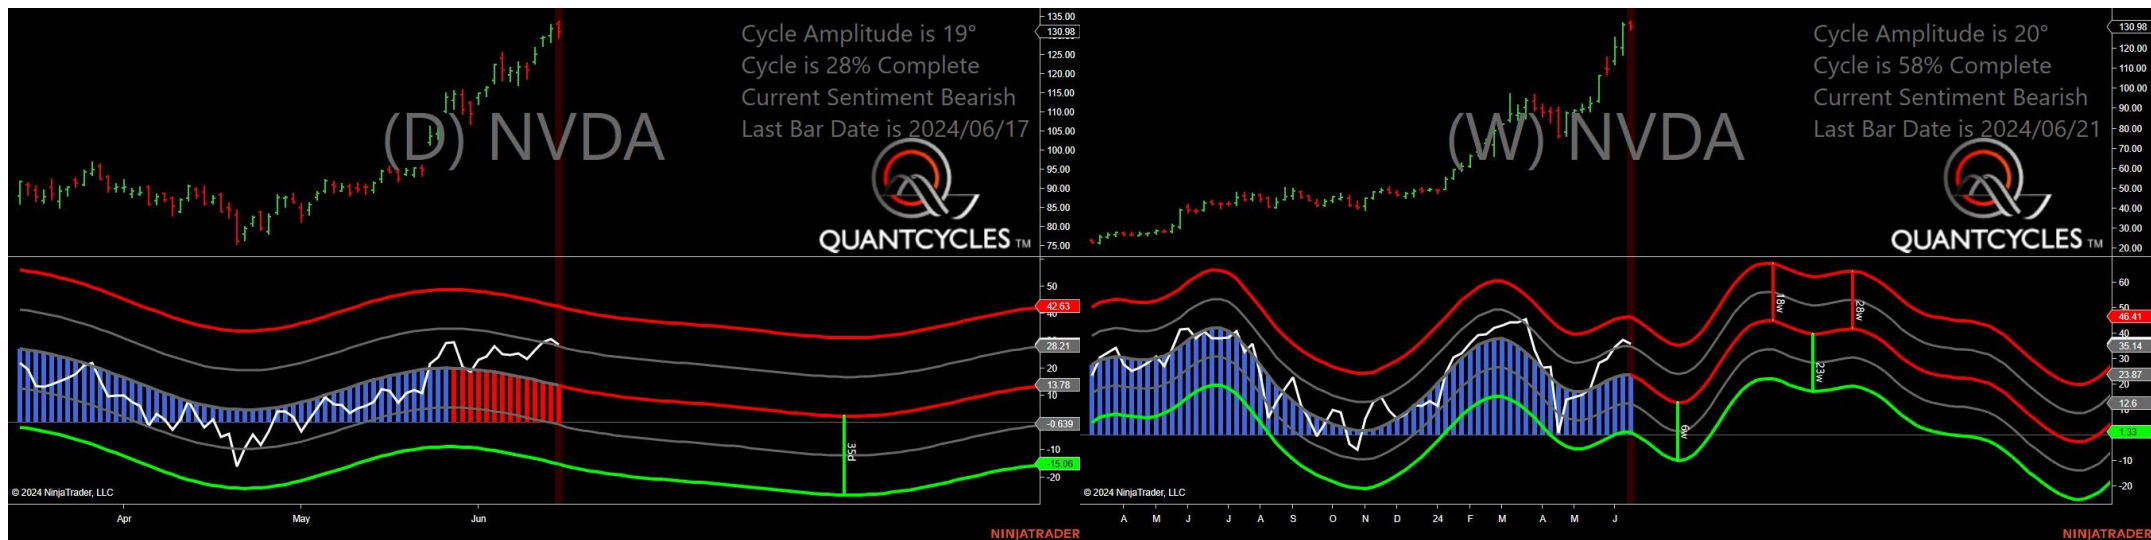 Cycle Amplitude is 19°
Cycle is 28% Complete
Current Sentiment Bearish
Last Bar Date is 2024/06/17
(D) NVDA
QUANTCYCLES TM
135.00
130.98
125.00
120.00
115.00
110.00
105.00
100.00
95.00
90.00
85.00
80.00
75.00
50
42.63
40
28.21
20
13.78
10
-0.639
-10
-15.06
-20
35d
© 2024 NinjaTrader, LLC
Apr May Jun
NINJATRADER
Cycle Amplitude is 20°
Cycle is 58% Complete
Current Sentiment Bearish
Last Bar Date is 2024/06/21
(W) NVDA
QUANTCYCLES TM
130.98
120.00
110.00
100.00
90.00
80.00
70.00
60.00
50.00
40.00
30.00
20.00
60
46.41
40
35.14
30
23.87
20
12.6
1.33
-10
-20
18w
28w
23w
6w
© 2024 NinjaTrader, LLC
A M J J A S O N D 24 F M A M J
NINJATRADER